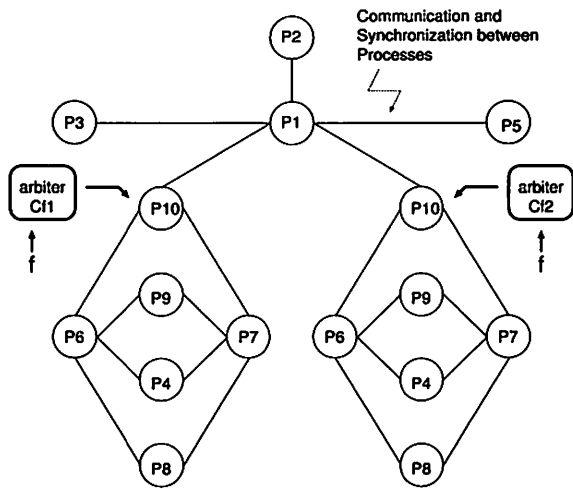 Communication and
Synchronization between
Processes
P2
P3
P1
P5
arbiter
Cf1
f
P10
P10
arbiter
Cf2
f
P9
P6
P7
P4
P8
P9
P6
P7
P4
P8